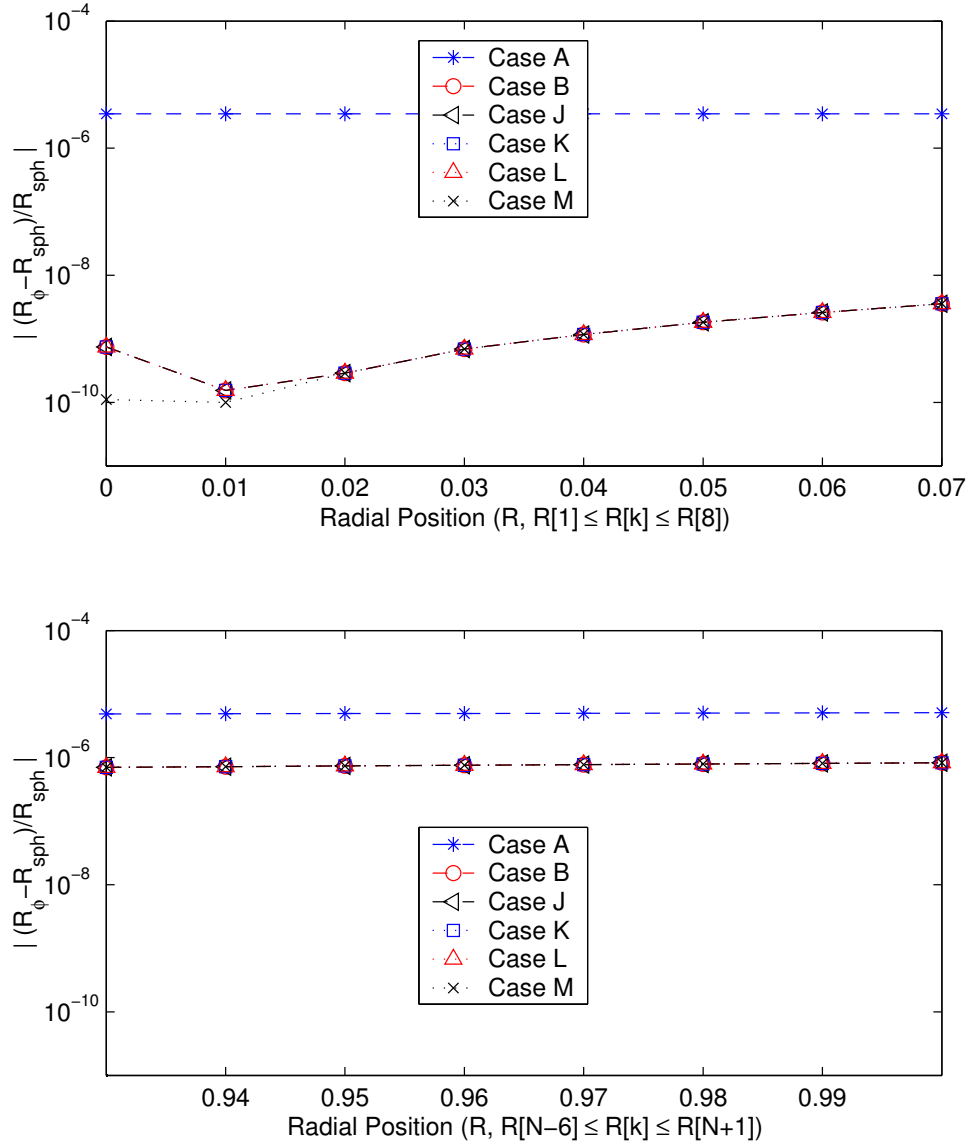 10^−4
10^−6
10^−8
10^−10
| (R_ϕ−R_sph)/R_sph |
Case A
Case B
Case J
Case K
Case L
Case M
0 0.01 0.02 0.03 0.04 0.05 0.06 0.07
Radial Position (R, R[1] ≤ R[k] ≤ R[8])
10^−4
10^−6
10^−8
10^−10
| (R_ϕ−R_sph)/R_sph |
Case A
Case B
Case J
Case K
Case L
Case M
0.94 0.95 0.96 0.97 0.98 0.99
Radial Position (R, R[N−6] ≤ R[k] ≤ R[N+1])